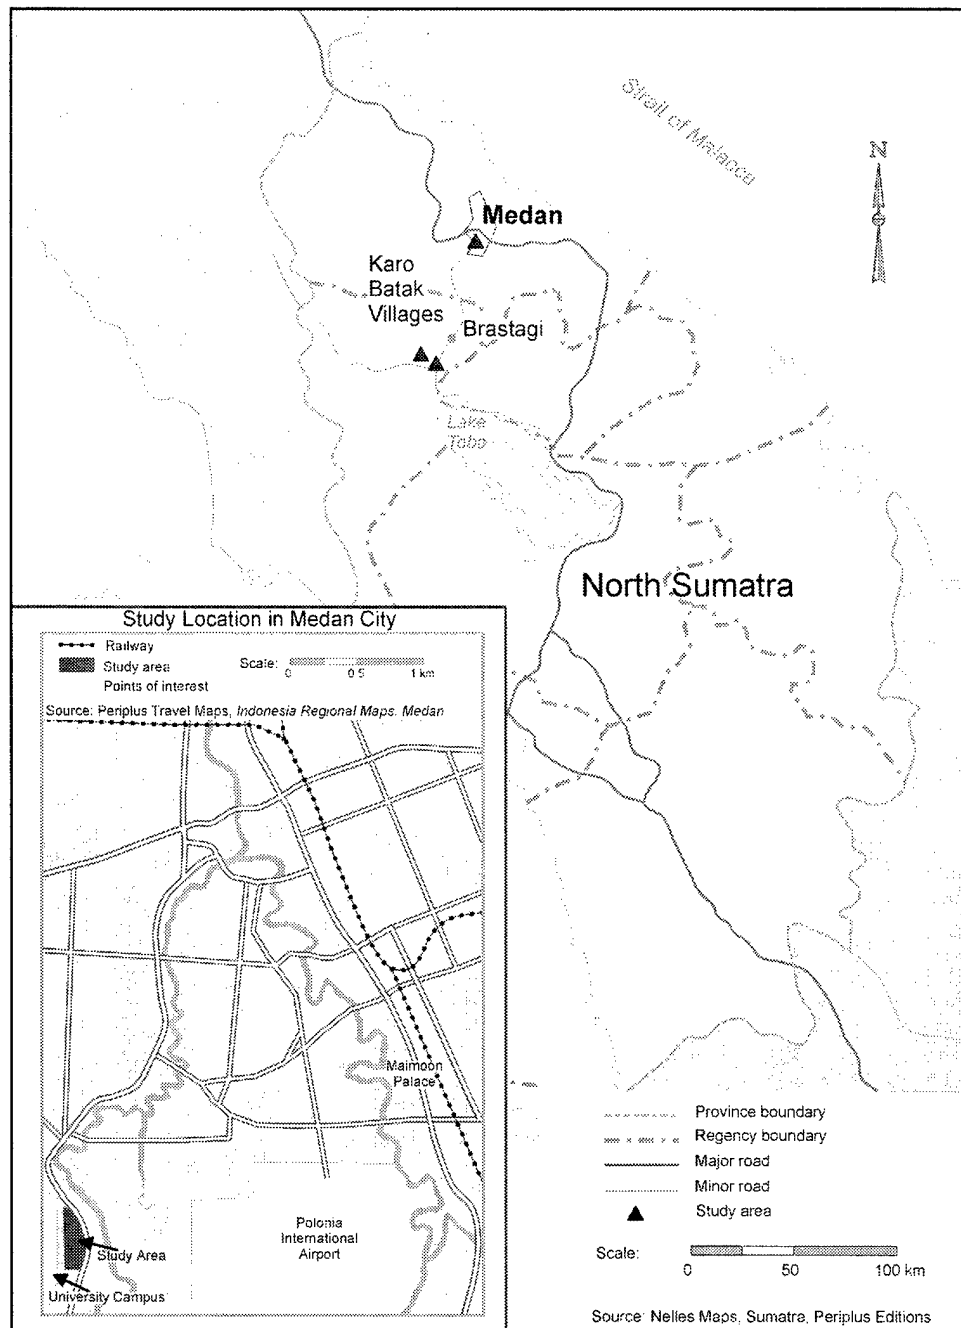 Strait of Malacca
N
Medan
Karo
Batak
Villages
Brastagi
Lake
Toba
North Sumatra
Study Location in Medan City
Railway
Study area
Points of interest
Scale:
0 0.5 1 km
Source: Periplus Travel Maps, Indonesia Regional Maps. Medan
Maimoon
Palace
Polonia
International
Airport
Study Area
University Campus
Province boundary
Regency boundary
Major road
Minor road
Study area
Scale:
0 50 100 km
Source: Nelles Maps, Sumatra, Periplus Editions